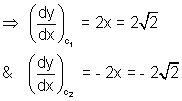 ⇒ (dy/dx)_{c₁} = 2x = 2√2
& (dy/dx)_{c₂} = - 2x = - 2√2